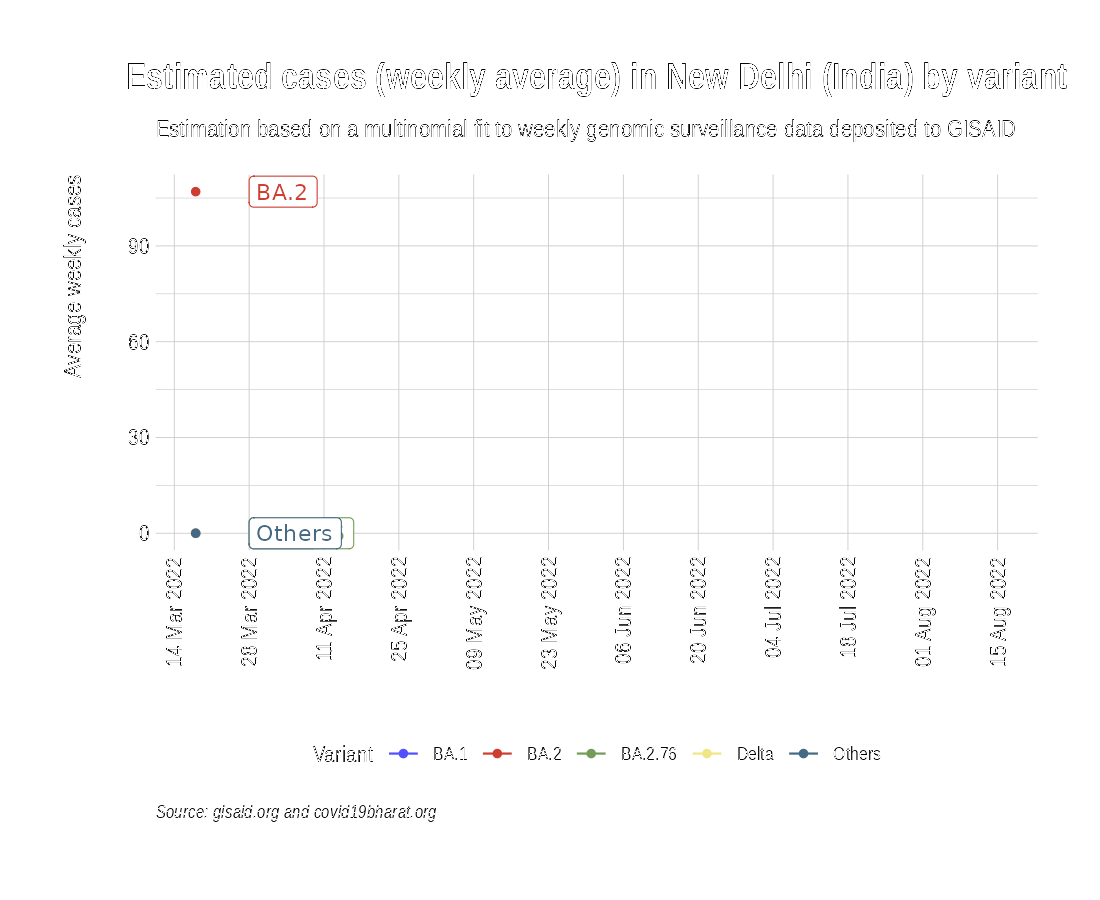 Estimated cases (weekly average) in New Delhi (India) by variant
Estimation based on a multinomial fit to weekly genomic surveillance data deposited to GISAID
Average weekly cases
90
60
30
0
BA.2
Others
14 Mar 2022
28 Mar 2022
11 Apr 2022
25 Apr 2022
09 May 2022
23 May 2022
06 Jun 2022
20 Jun 2022
04 Jul 2022
18 Jul 2022
01 Aug 2022
15 Aug 2022
Variant BA.1 BA.2 BA.2.76 Delta Others
Source: gisaid.org and covid19bharat.org